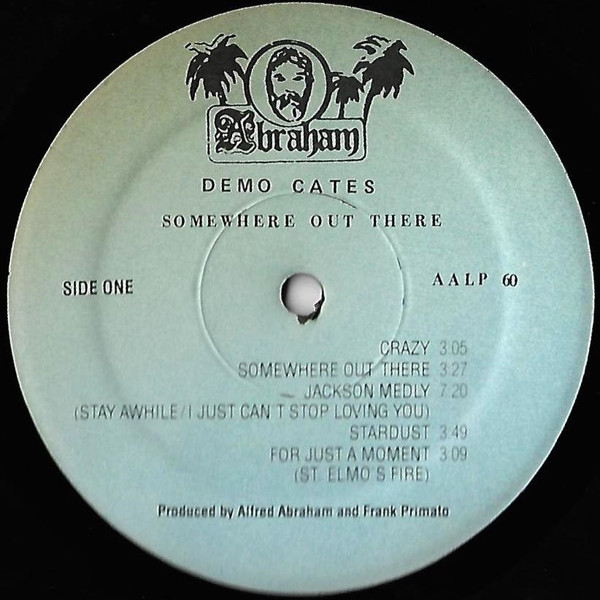 Abraham
DEMO CATES
SOMEWHERE OUT THERE
SIDE ONE
AALP 60
CRAZY 3:05
SOMEWHERE OUT THERE 3:27
JACKSON MEDLY 7:20
(STAY AWHILE/I JUST CAN T STOP LOVING YOU)
STARDUST 3:49
FOR JUST A MOMENT 3:09
(ST. ELMO'S FIRE)
Produced by Alfred Abraham and Frank Primato